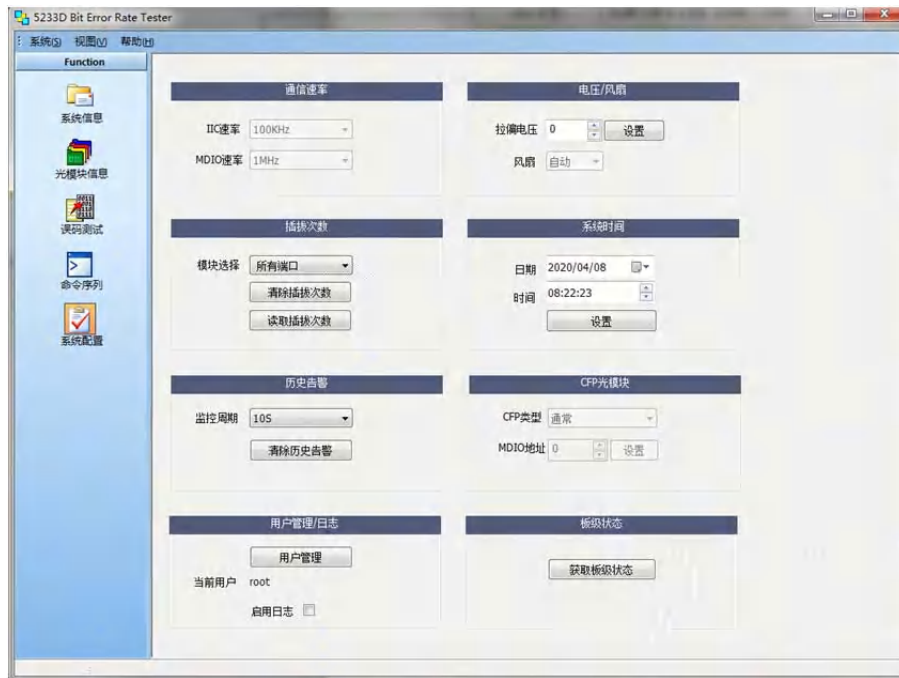 5233D Bit Error Rate Tester
系统(S) 视图(V) 帮助(H)
Function
系统信息
光模块信息
误码测试
命令序列
系统配置
通信速率
IIC速率 100KHz
MDIO速率 1MHz
电压/风扇
拉偏电压 0 设置
风扇 自动
插拔次数
模块选择 所有端口
清除插拔次数
读取插拔次数
系统时间
日期 2020/04/08
时间 08:22:23
设置
历史告警
监控周期 10S
清除历史告警
CFP光模块
CFP类型 通常
MDIO地址 0 设置
用户管理/日志
用户管理
当前用户 root
启用日志
板级状态
获取板级状态